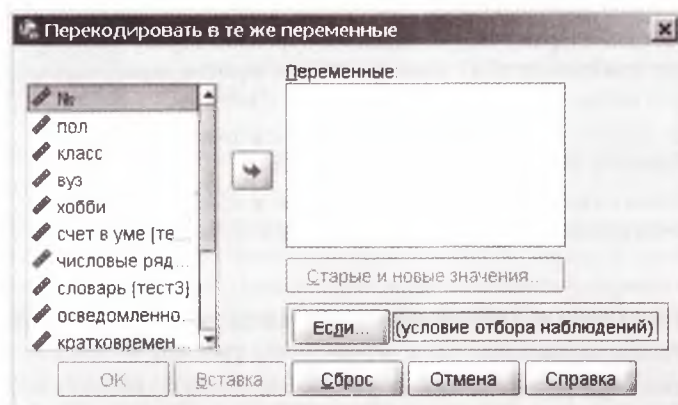 Перекодировать в те же переменные
Переменные:
№
пол
класс
вуз
хобби
счет в уме [те...
числовые ряд...
словарь [тест3]
осведомленно...
кратковремен...
Старые и новые значения...
Если... (условие отбора наблюдений)
ОК Вставка Сброс Отмена Справка